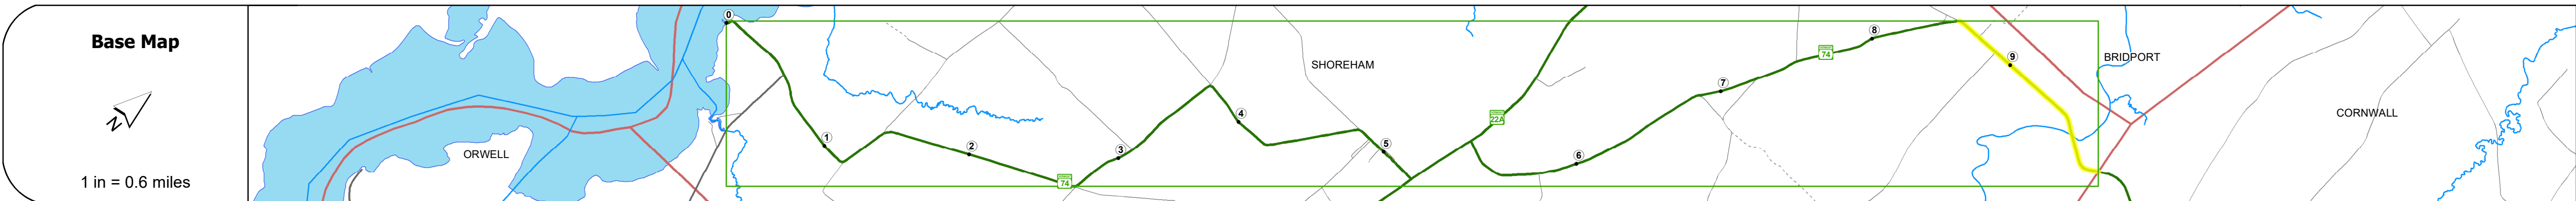 Base Map
N
1 in = 0.6 miles
ORWELL
0
1
2
74
3
4
SHOREHAM
5
22A
6
7
74
8
9
BRIDPORT
CORNWALL